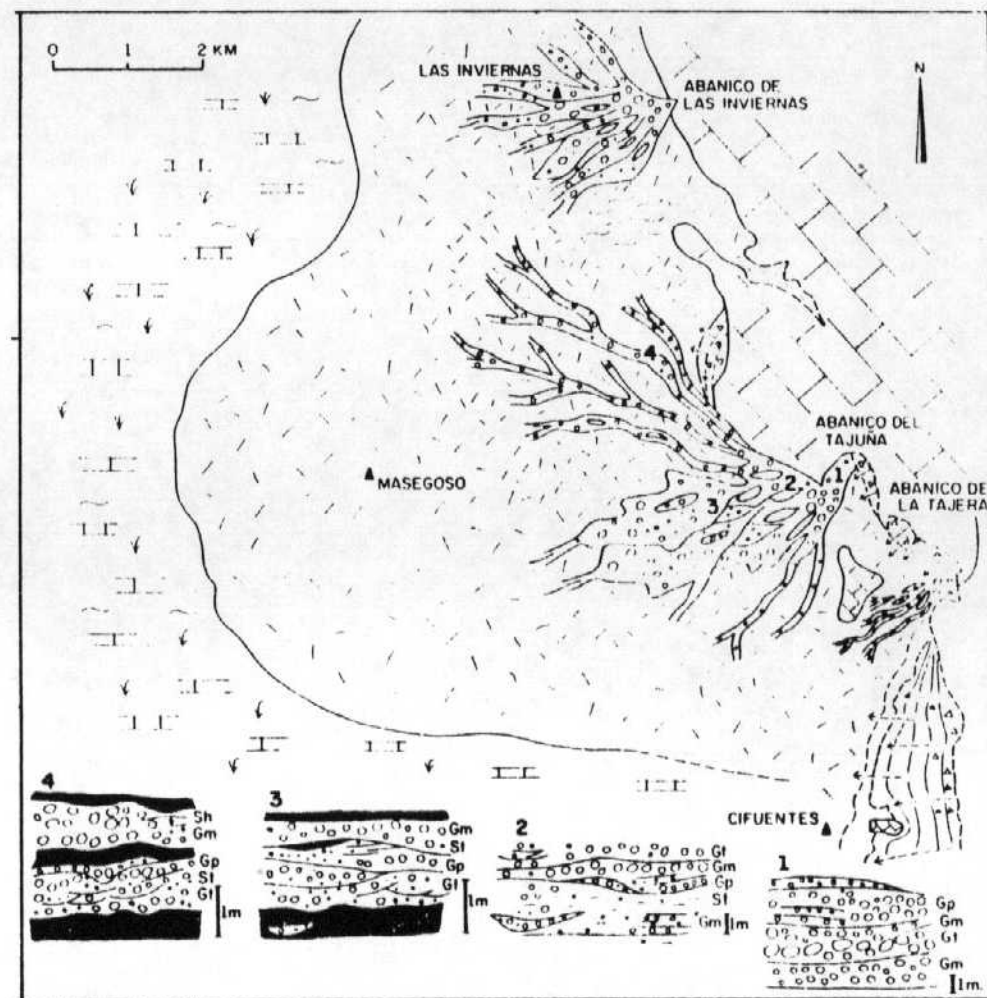 0 1 2 KM
LAS INVIERNAS
ABANICO DE
LAS INVIERNAS
N
4
ABANICO DEL
TAJUÑA
1
2
3
MASEGOSO
ABANICO DE
LA TAJERA
CIFUENTES
4
Sh
Gm
Gp
St
Gt
1m
3
Gm
St
Gp
Gt
1m
2
Gt
Gm
Gp
St
Gm
1m
1
Gp
Gm
Gt
Gm
1m.